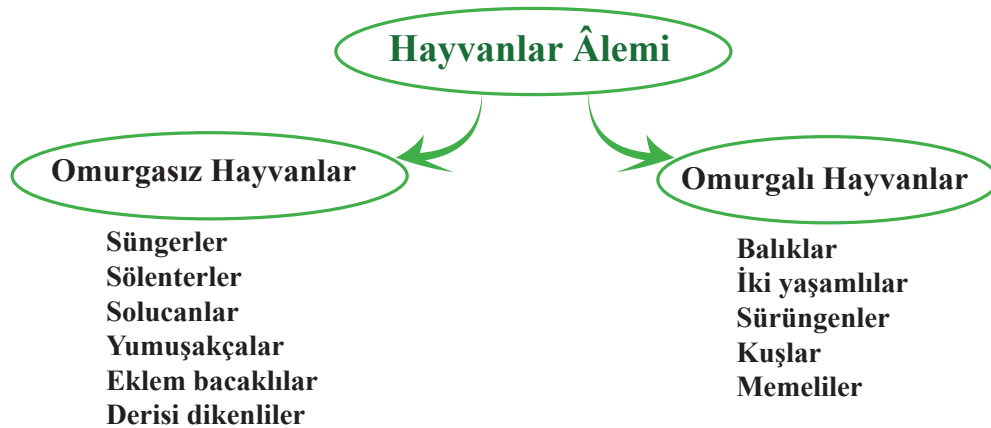 Hayvanlar Âlemi
Omurgasız Hayvanlar
Süngerler
Sölenterler
Solucanlar
Yumuşakçalar
Eklem bacaklılar
Derisi dikenliler
Omurgalı Hayvanlar
Balıklar
İki yaşamlılar
Sürüngenler
Kuşlar
Memeliler